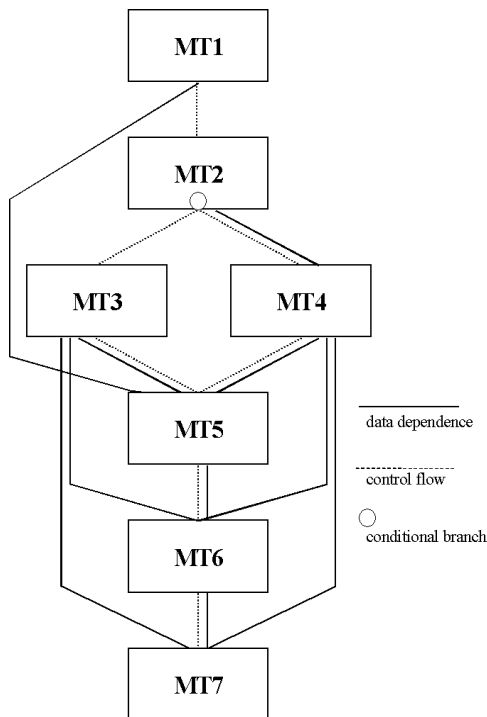 MT1
MT2
MT3
MT4
MT5
data dependence
control flow
MT6
conditional branch
MT7